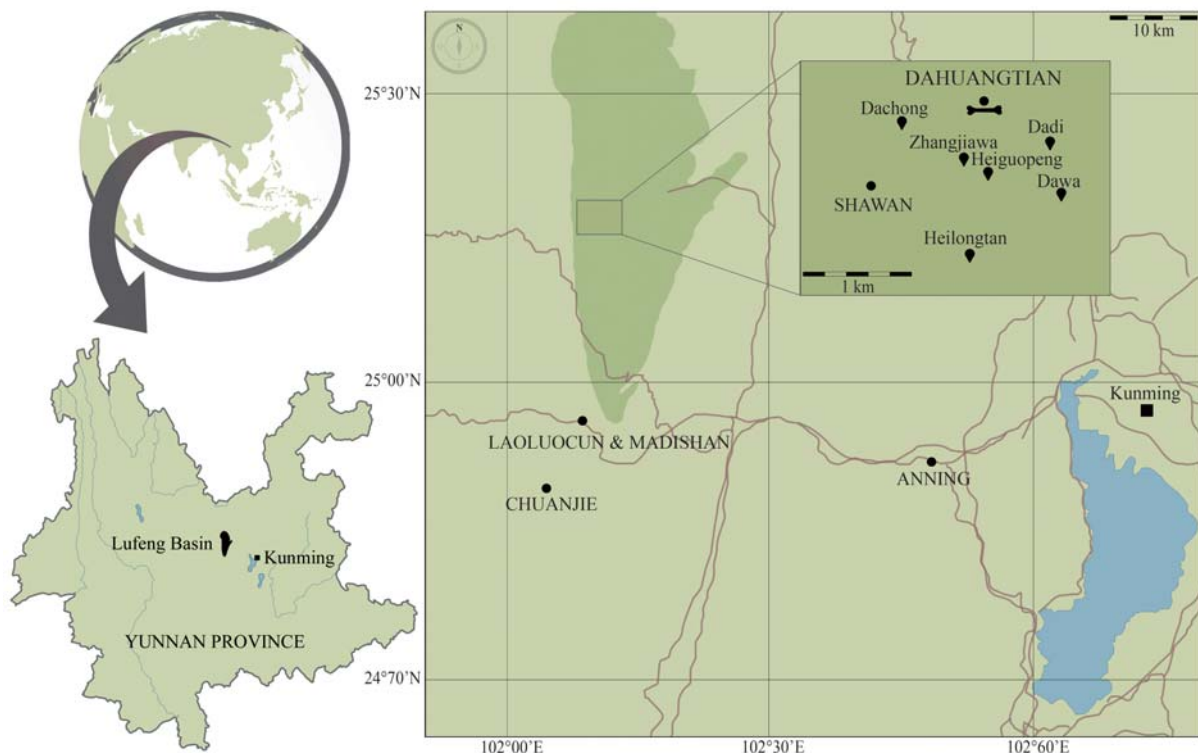 N
10 km
25°30'N
DAHUANGTIAN
Dachong
Dadi
Zhangjiawa
Heiguopeng
Dawa
SHAWAN
Heilongtan
1 km
25°00'N
Kunming
LAOLUOCUN & MADISHAN
ANNING
CHUANJIE
Lufeng Basin
Kunming
YUNNAN PROVINCE
24°70'N
102°00'E
102°30'E
102°60'E